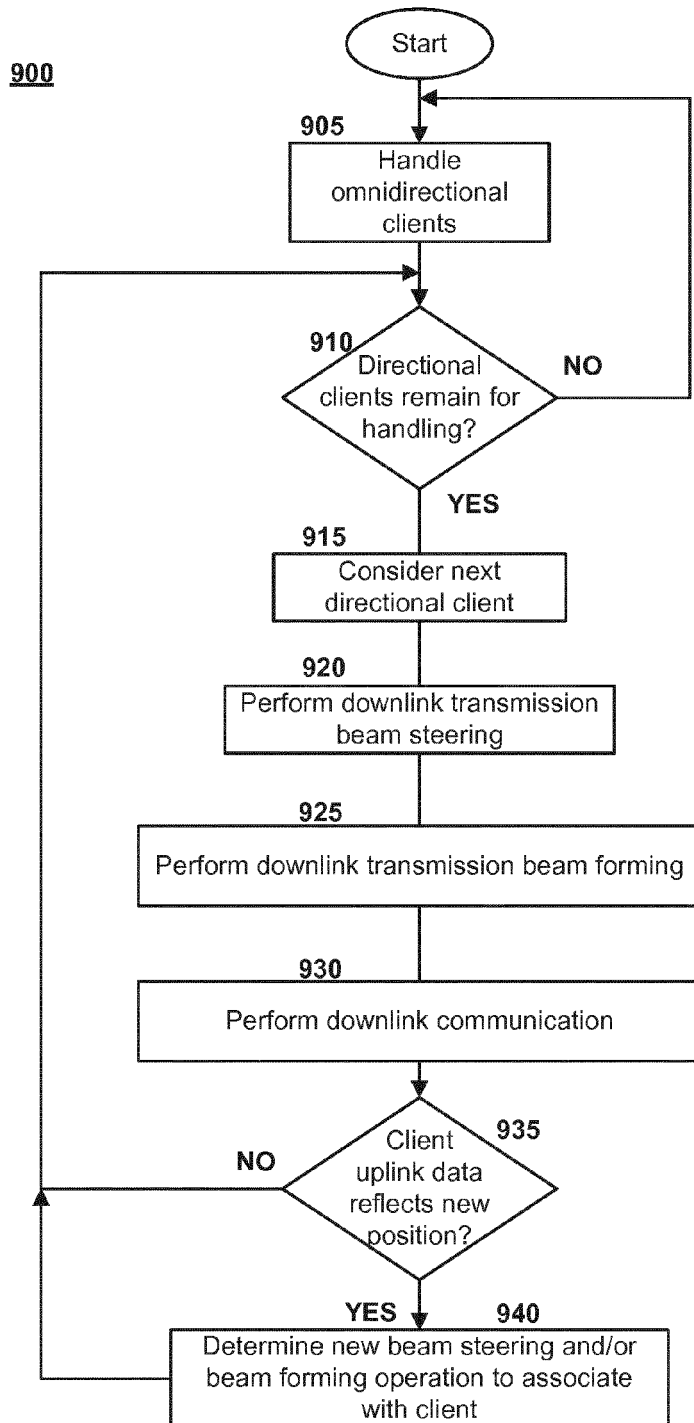 Start
900
905
Handle
omnidirectional
clients
910
Directional
clients remain for
handling?
NO
YES
915
Consider next
directional client
920
Perform downlink transmission
beam steering
925
Perform downlink transmission beam forming
930
Perform downlink communication
935
Client
uplink data
reflects new
position?
NO
YES
940
Determine new beam steering and/or
beam forming operation to associate
with client